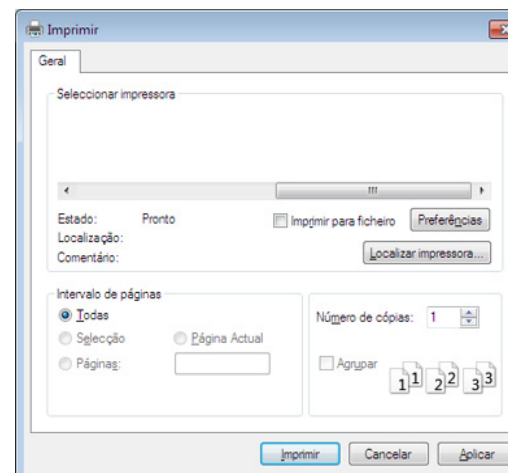 Imprimir
Geral
Seleccionar impressora
Estado: Pronto
Imprimir para ficheiro
Preferências
Localização:
Comentário:
Localizar impressora...
Intervalo de páginas
Todas
Selecção
Página Actual
Páginas:
Número de cópias: 1
Agrupar
1 1 2 2 3 3
Imprimir
Cancelar
Aplicar